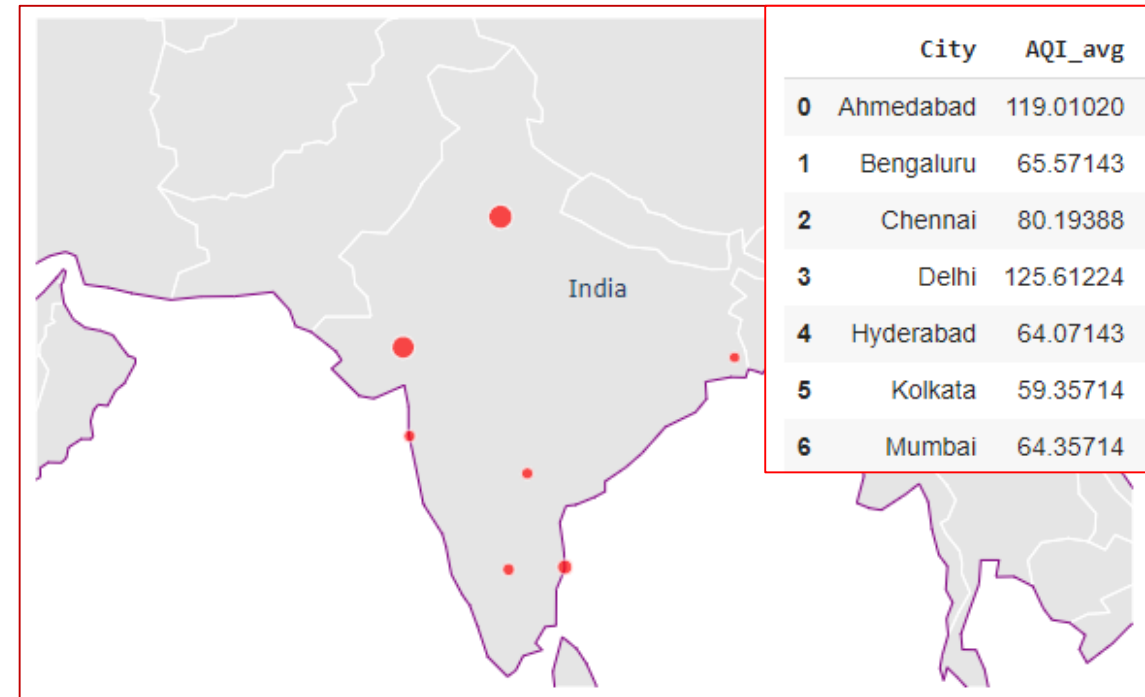 India
City AQI_avg
0 Ahmedabad 119.01020
1 Bengaluru 65.57143
2 Chennai 80.19388
3 Delhi 125.61224
4 Hyderabad 64.07143
5 Kolkata 59.35714
6 Mumbai 64.35714